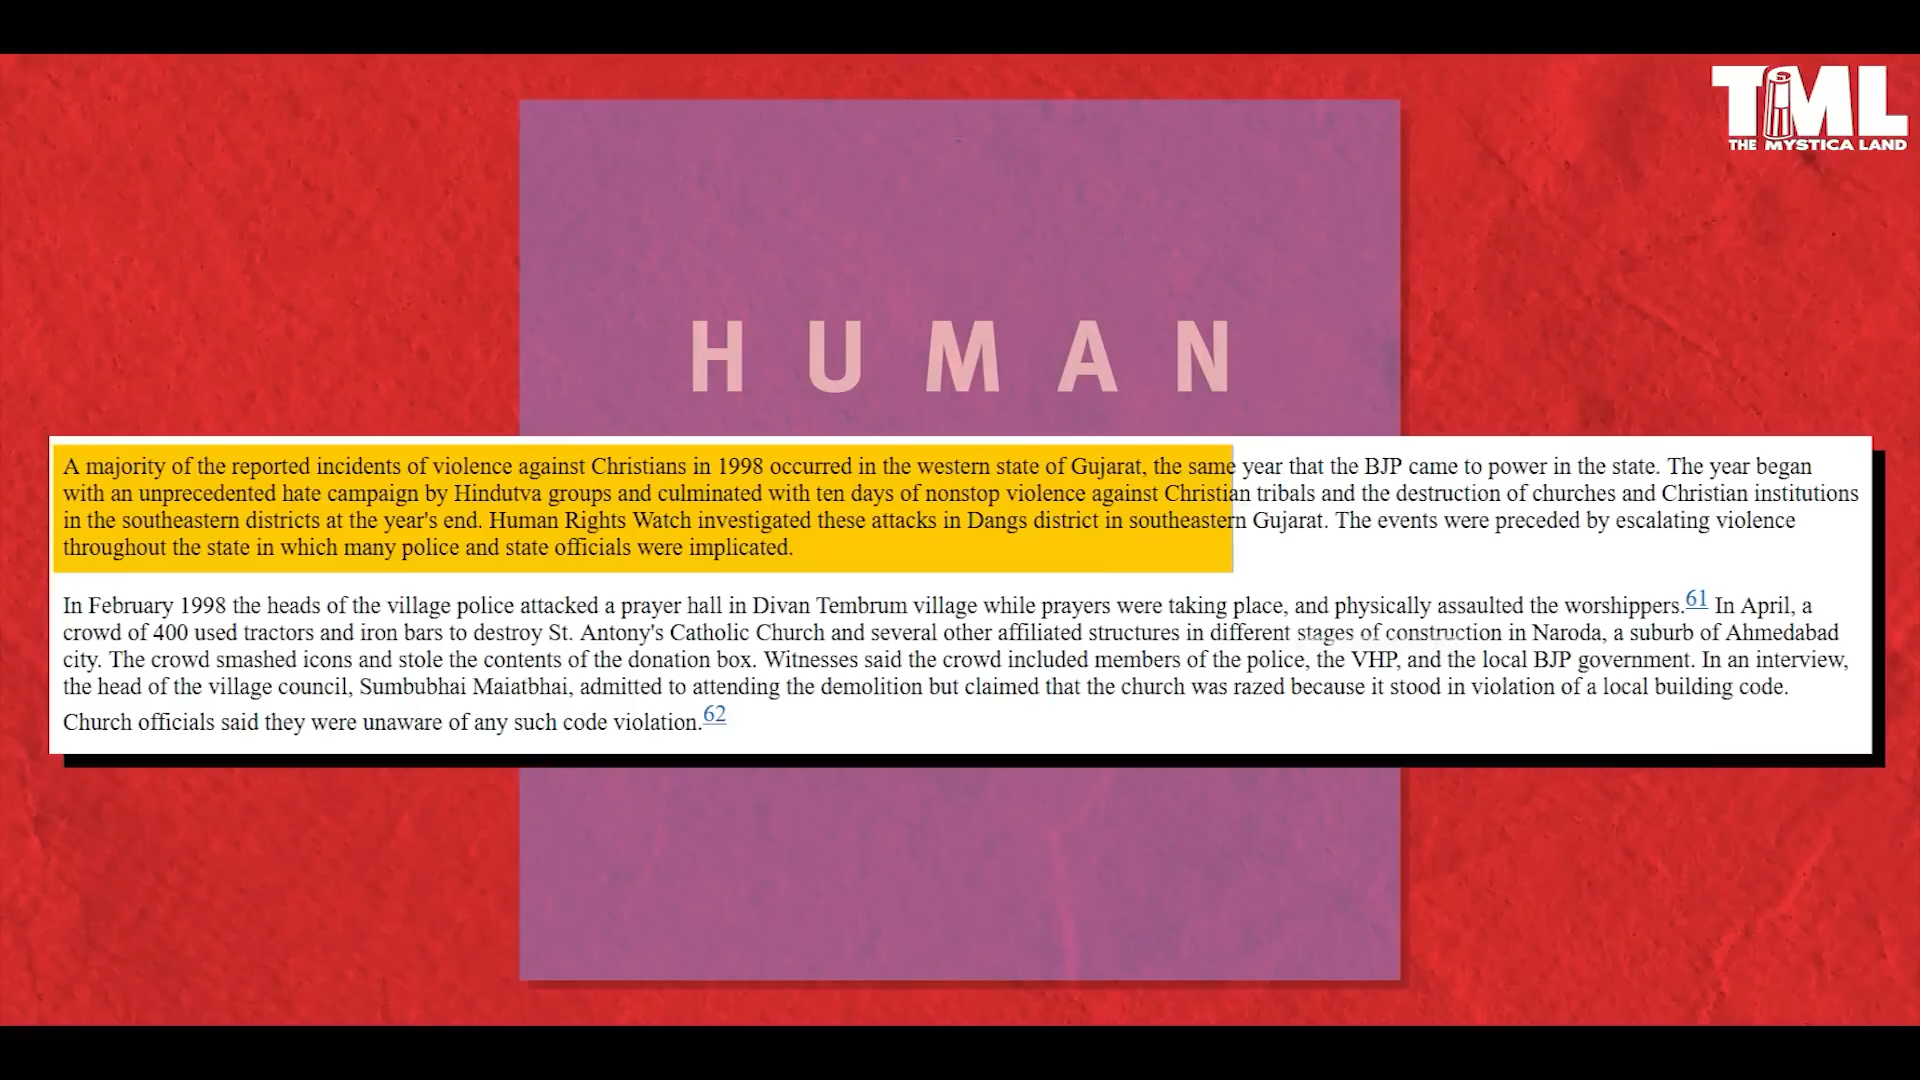 TML
THE MYSTICA LAND
HUMAN
A majority of the reported incidents of violence against Christians in 1998 occurred in the western state of Gujarat, the same year that the BJP came to power in the state. The year began
with an unprecedented hate campaign by Hindutva groups and culminated with ten days of nonstop violence against Christian tribals and the destruction of churches and Christian institutions
in the southeastern districts at the year's end. Human Rights Watch investigated these attacks in Dangs district in southeastern Gujarat. The events were preceded by escalating violence
throughout the state in which many police and state officials were implicated.
In February 1998 the heads of the village police attacked a prayer hall in Divan Tembrum village while prayers were taking place, and physically assaulted the worshippers.61 In April, a
crowd of 400 used tractors and iron bars to destroy St. Antony's Catholic Church and several other affiliated structures in different stages of construction in Naroda, a suburb of Ahmedabad
city. The crowd smashed icons and stole the contents of the donation box. Witnesses said the crowd included members of the police, the VHP, and the local BJP government. In an interview,
the head of the village council, Sumbubhai Maiatbhai, admitted to attending the demolition but claimed that the church was razed because it stood in violation of a local building code.
Church officials said they were unaware of any such code violation.62